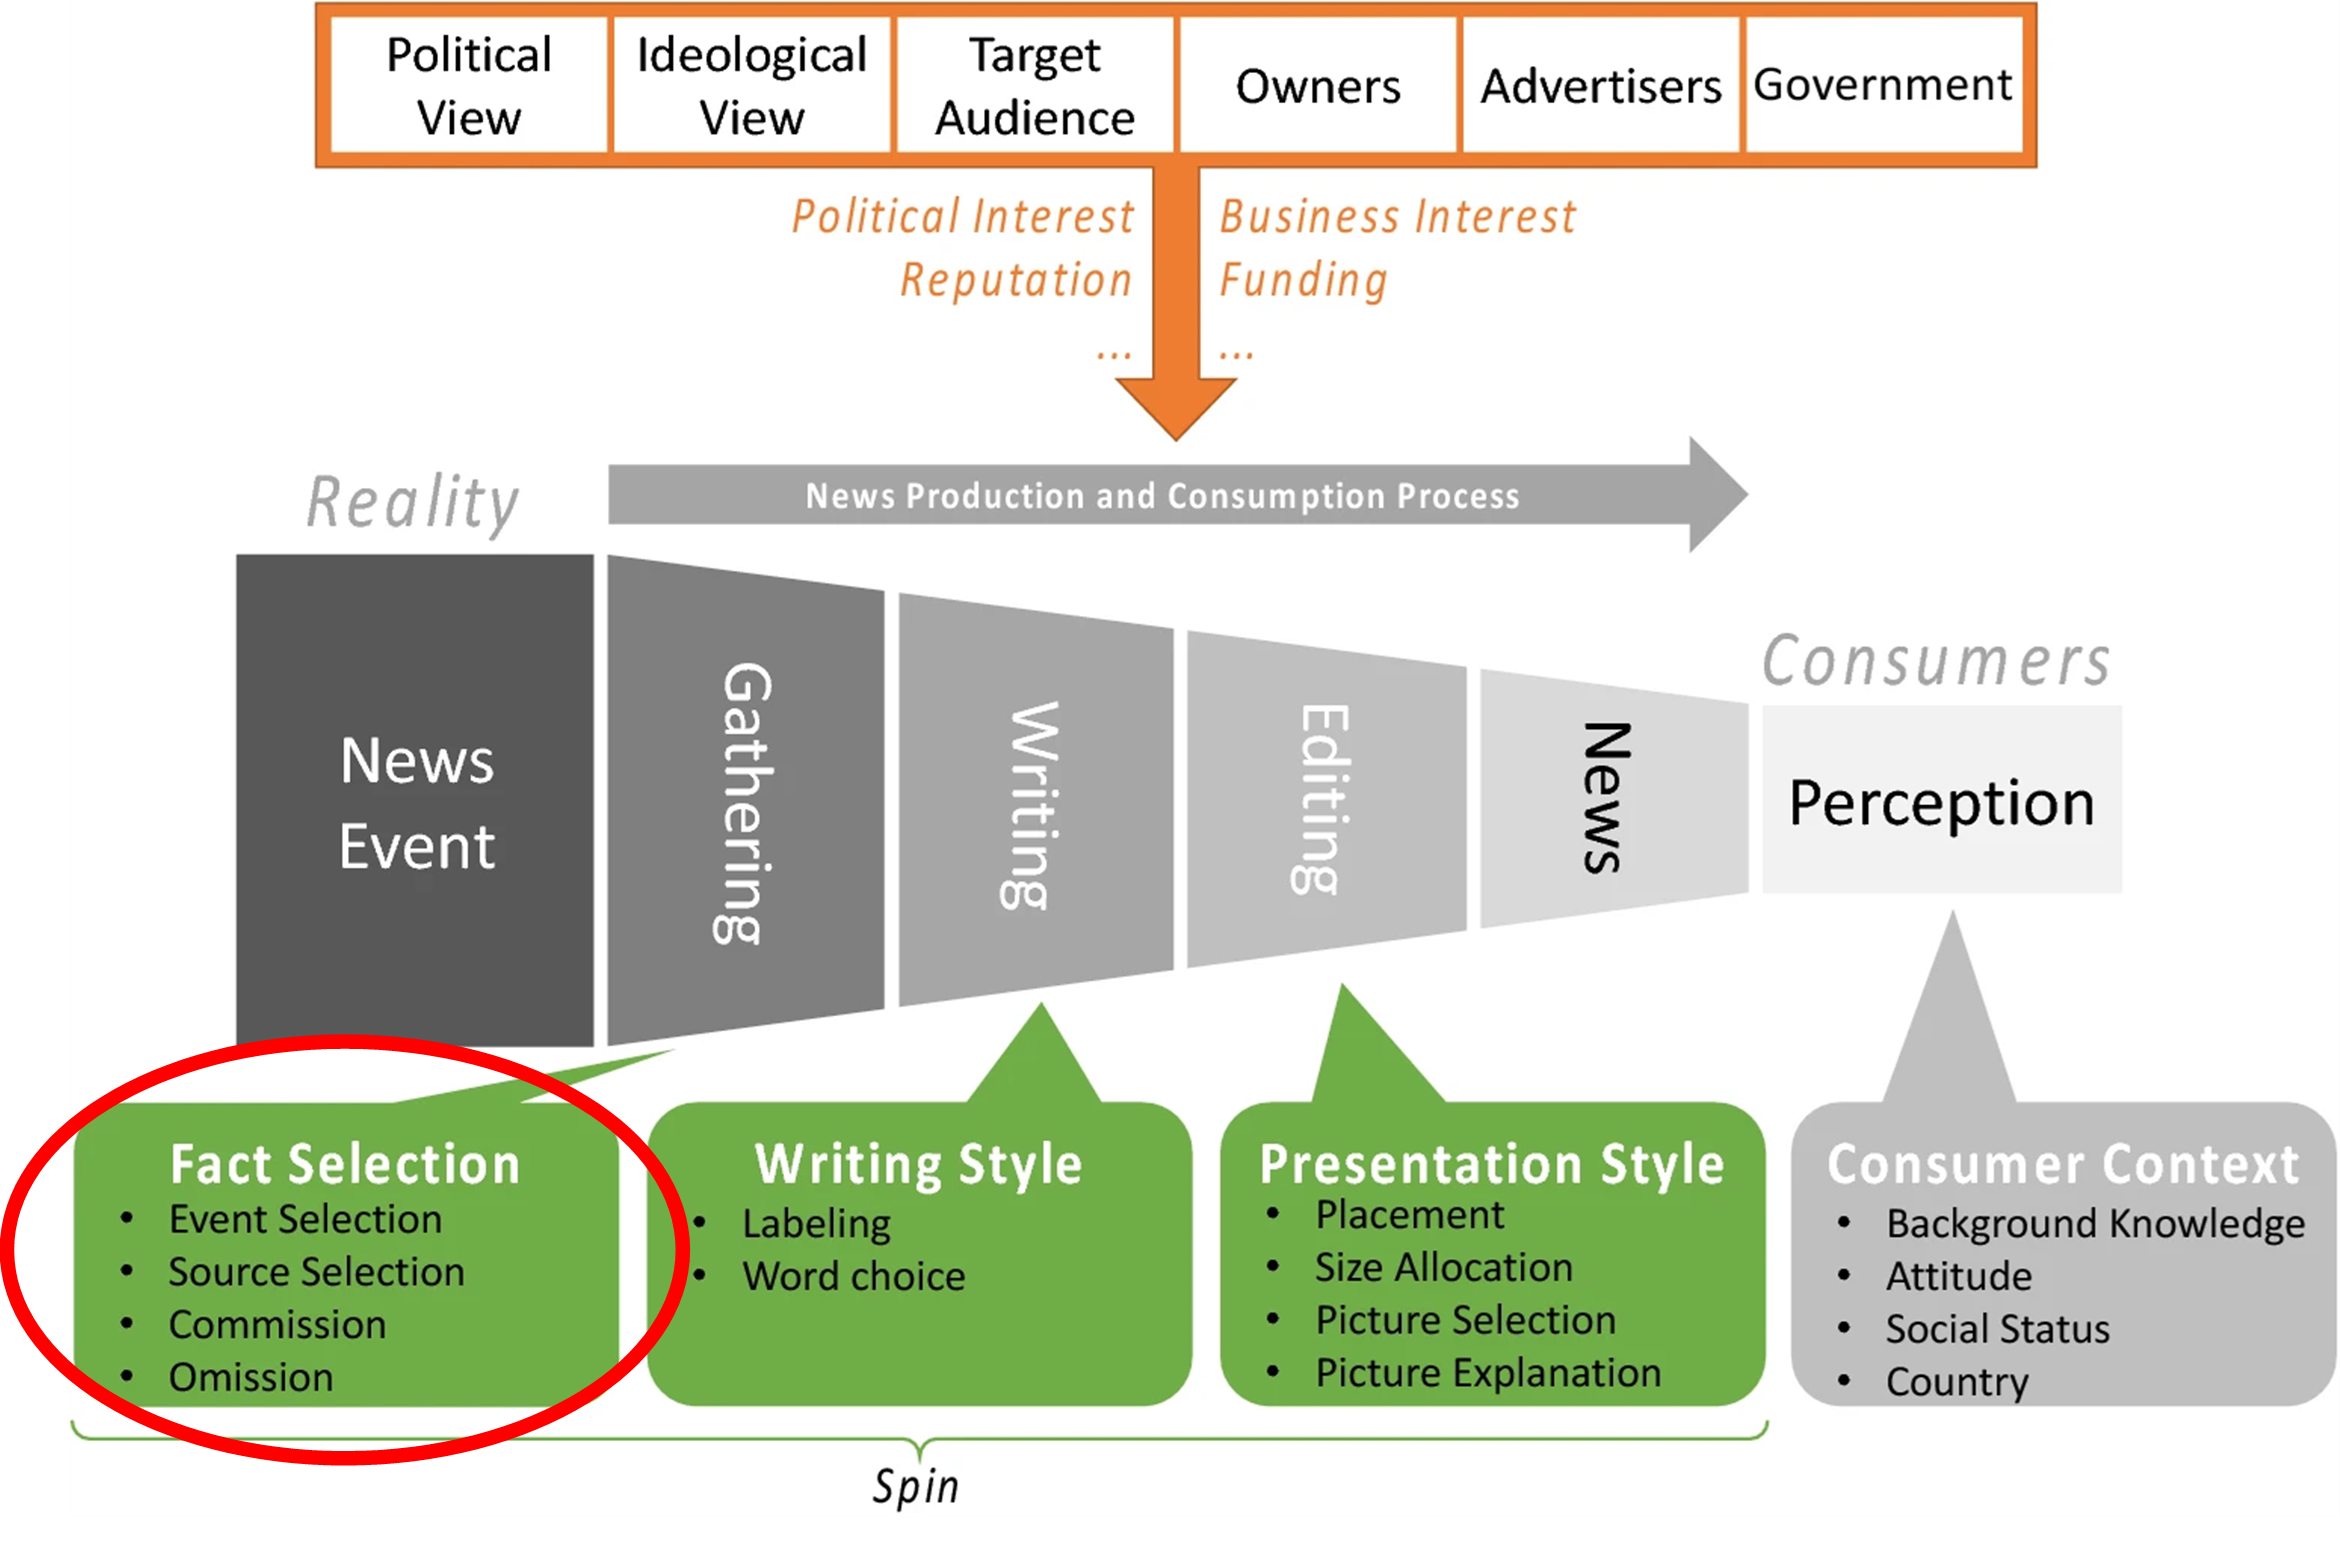 Political
View
Ideological
View
Target
Audience
Owners
Advertisers
Government
Political Interest
Reputation
...
Business Interest
Funding
...
Reality
News Production and Consumption Process
News
Event
Gathering
Writing
Editing
News
Consumers
Perception
Fact Selection
• Event Selection
• Source Selection
• Commission
• Omission
Writing Style
• Labeling
• Word choice
Presentation Style
• Placement
• Size Allocation
• Picture Selection
• Picture Explanation
Consumer Context
• Background Knowledge
• Attitude
• Social Status
• Country
Spin